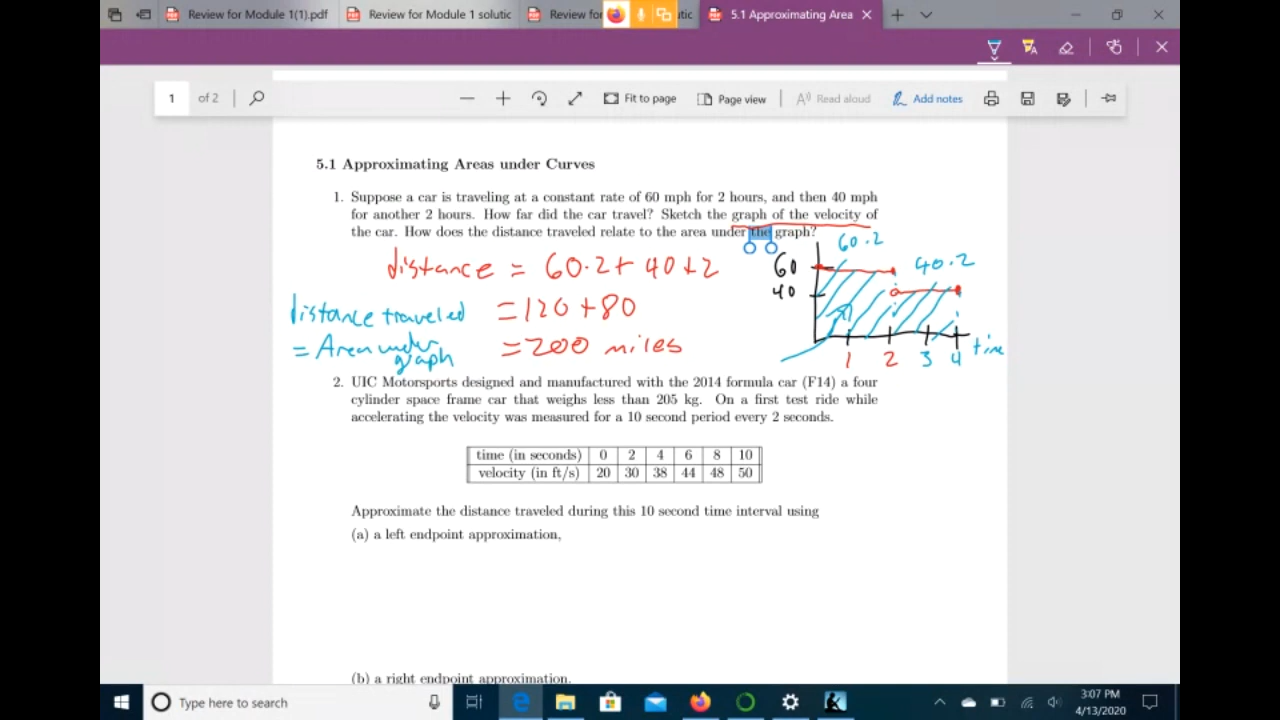 Review for Module 1(1).pdf
Review for Module 1 solutic
Review for
utic
5.1 Approximating Area
1 of 2
Fit to page
Page view
Read aloud
Add notes
5.1 Approximating Areas under Curves
1. Suppose a car is traveling at a constant rate of 60 mph for 2 hours, and then 40 mph
for another 2 hours. How far did the car travel? Sketch the graph of the velocity of
the car. How does the distance traveled relate to the area under the graph?
60·2
distance = 60·2+ 40+2
60
40·2
40
distance traveled
=120+80
= Area under
graph
=200 miles
1 2 3 4 time
2. UIC Motorsports designed and manufactured with the 2014 formula car (F14) a four
cylinder space frame car that weighs less than 205 kg. On a first test ride while
accelerating the velocity was measured for a 10 second period every 2 seconds.
time (in seconds) 0 2 4 6 8 10
velocity (in ft/s) 20 30 38 44 48 50
Approximate the distance traveled during this 10 second time interval using
(a) a left endpoint approximation,
(b) a right endpoint approximation.
Type here to search
3:07 PM
4/13/2020